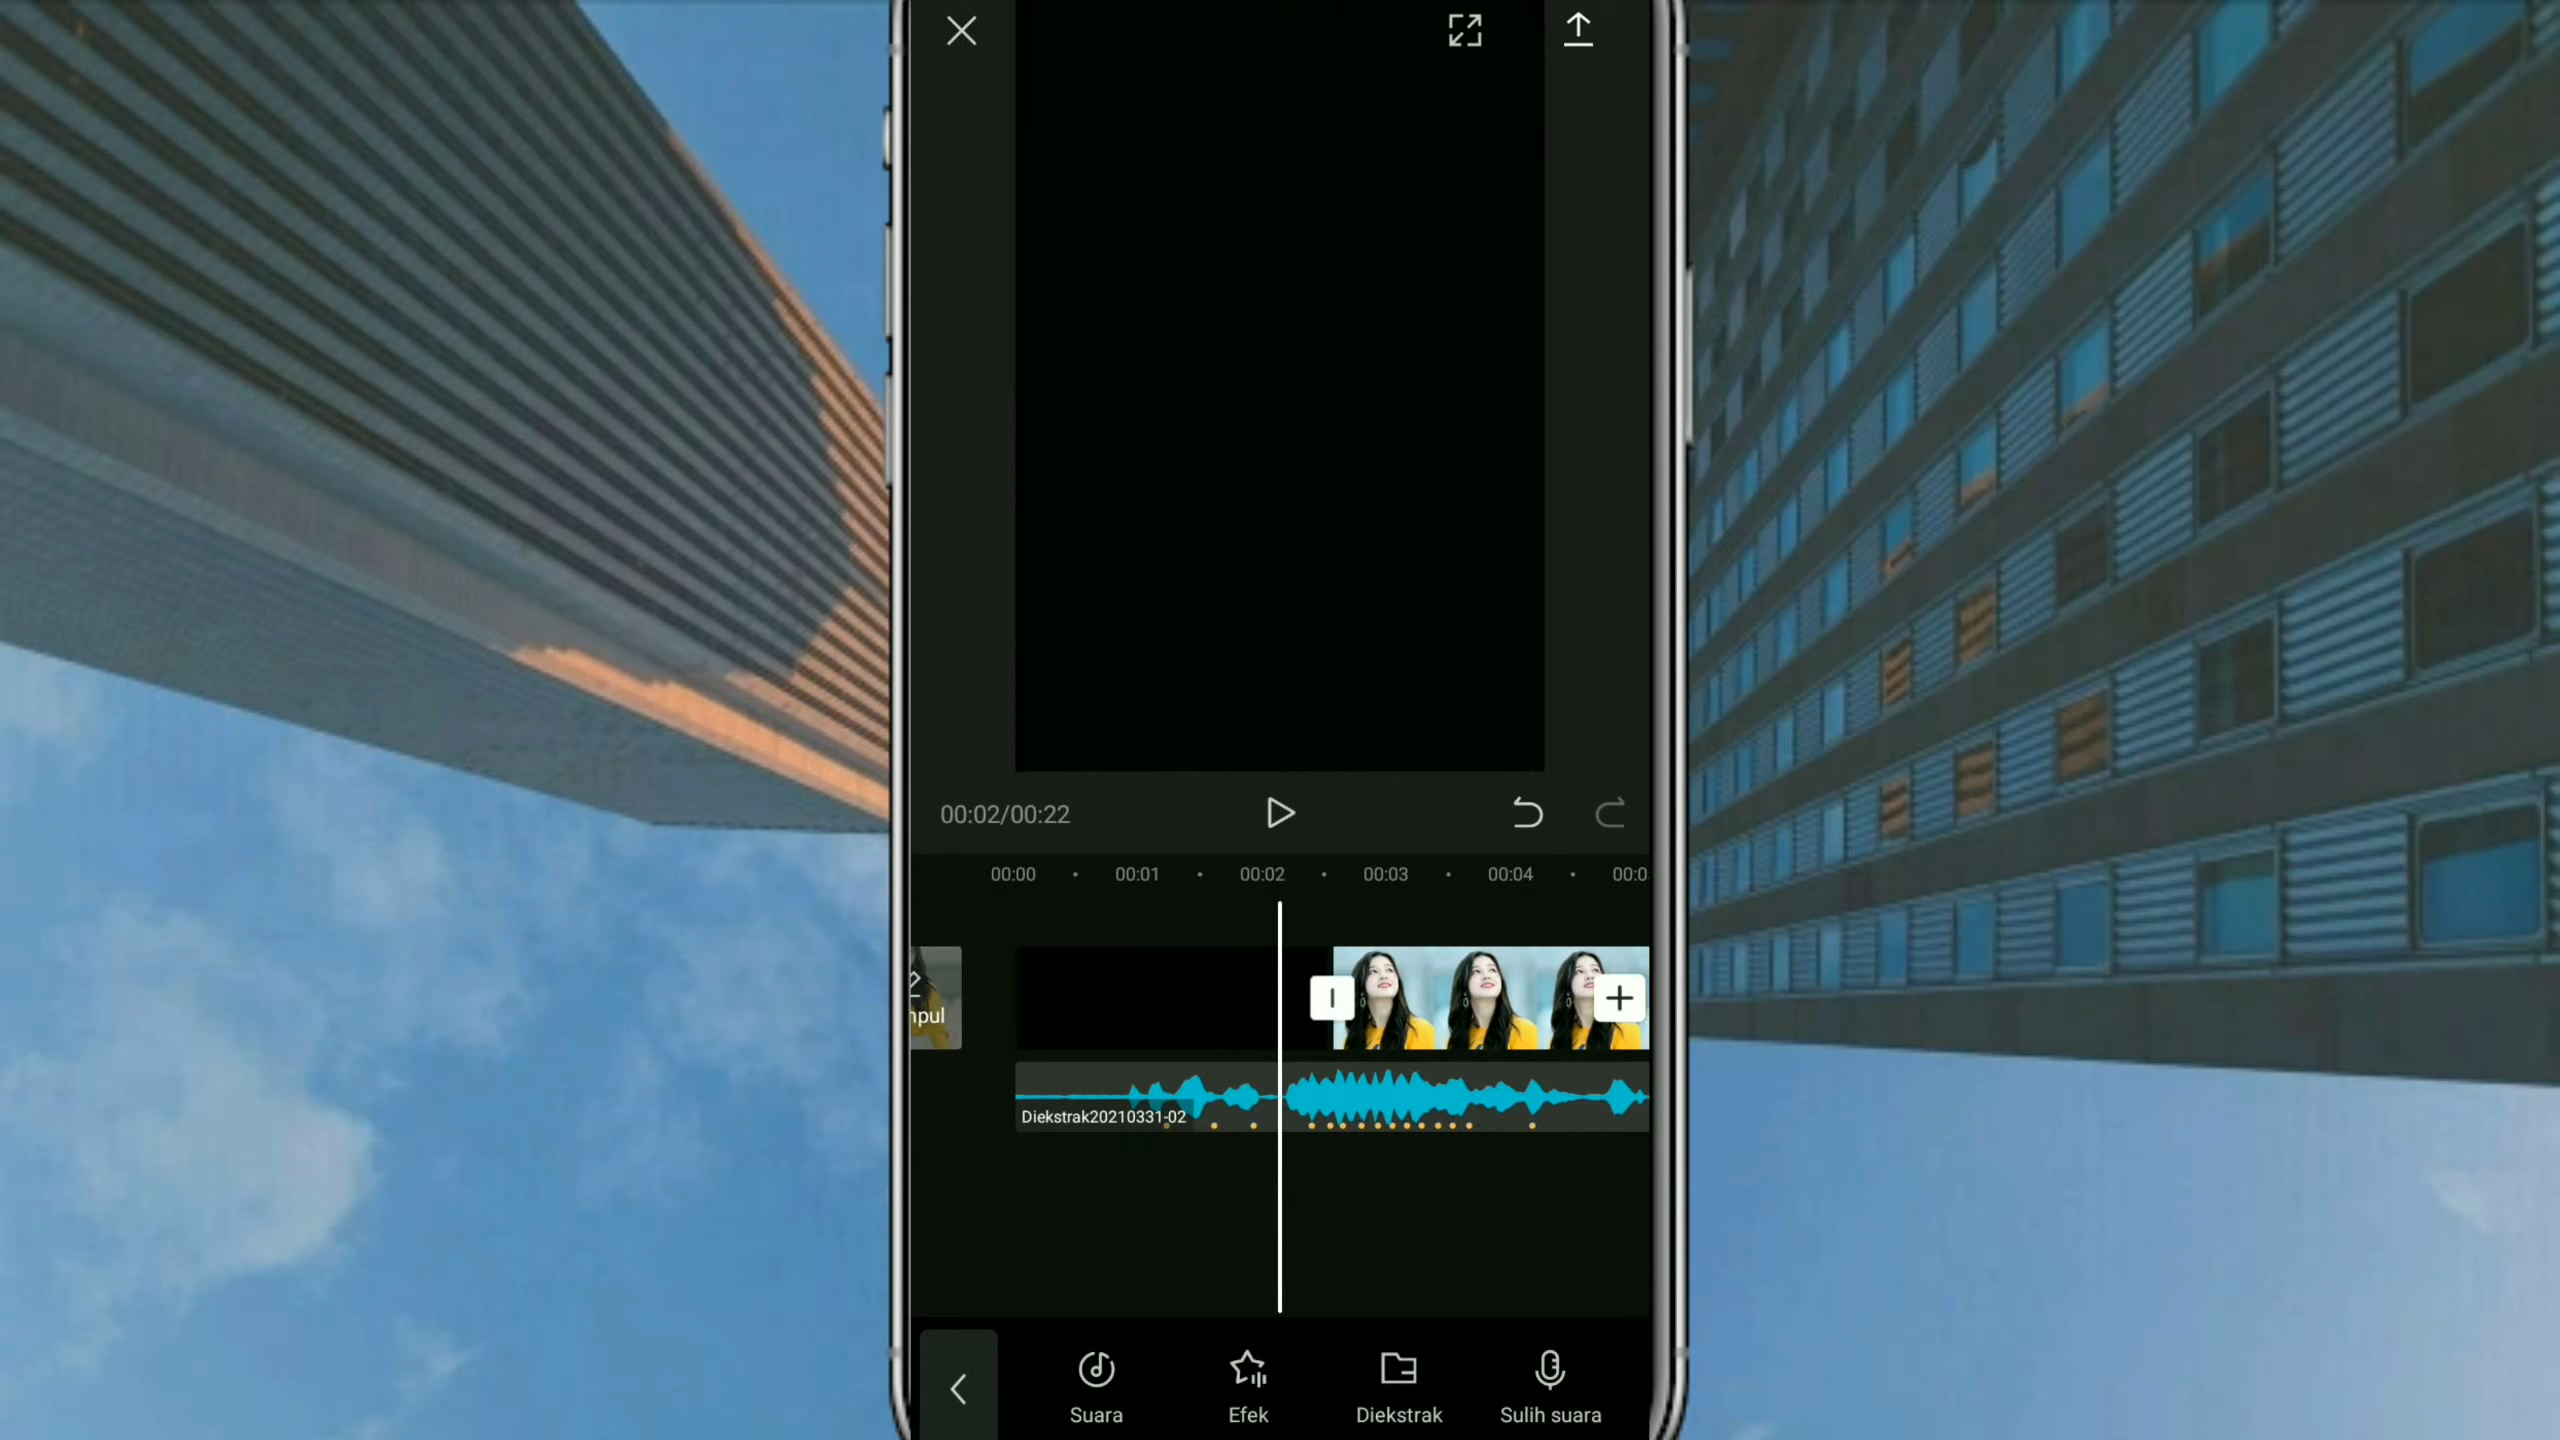 00:02/00:22
00:00 00:01 00:02 00:03 00:04 00:0
npul
Diekstrak20210331-02
Suara Efek Diekstrak Sulih suara